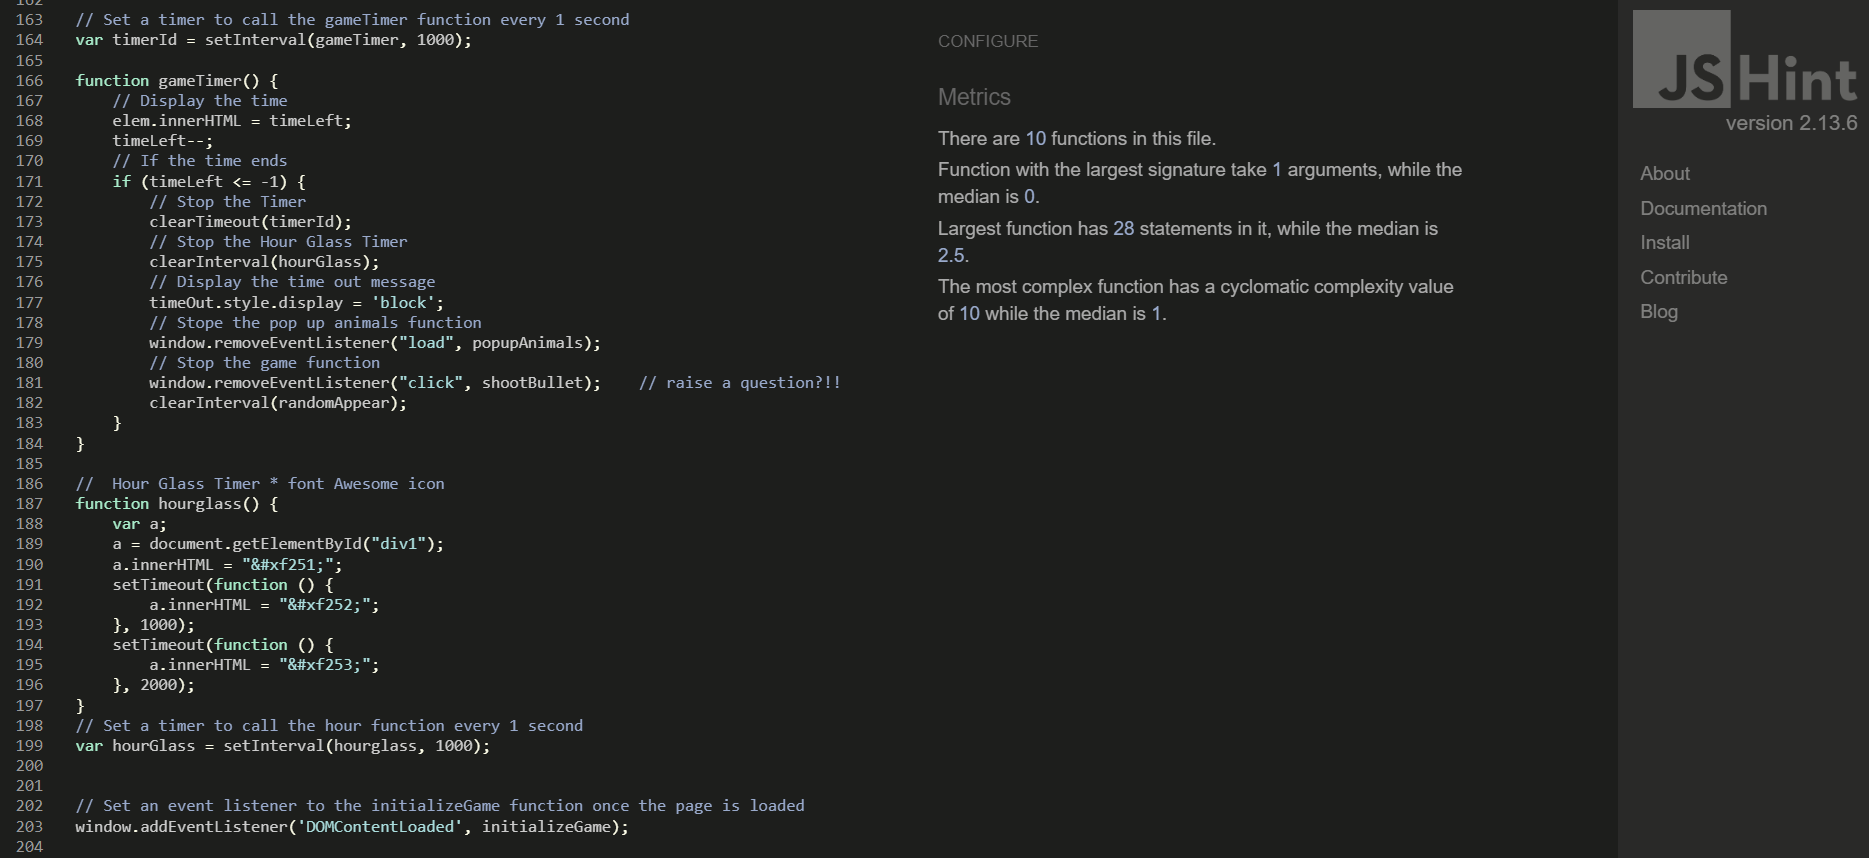 162
163 // Set a timer to call the gameTimer function every 1 second
164 var timerId = setInterval(gameTimer, 1000);
165
166 function gameTimer() {
167     // Display the time
168     elem.innerHTML = timeLeft;
169     timeLeft--;
170     // If the time ends
171     if (timeLeft <= -1) {
172         // Stop the Timer
173         clearTimeout(timerId);
174         // Stop the Hour Glass Timer
175         clearInterval(hourGlass);
176         // Display the time out message
177         timeOut.style.display = 'block';
178         // Stope the pop up animals function
179         window.removeEventListener("load", popupAnimals);
180         // Stop the game function
181         window.removeEventListener("click", shootBullet);    // raise a question?!!
182         clearInterval(randomAppear);
183     }
184 }
185
186 //  Hour Glass Timer * font Awesome icon
187 function hourglass() {
188     var a;
189     a = document.getElementById("div1");
190     a.innerHTML = "&#xf251;";
191     setTimeout(function () {
192         a.innerHTML = "&#xf252;";
193     }, 1000);
194     setTimeout(function () {
195         a.innerHTML = "&#xf253;";
196     }, 2000);
197 }
198 // Set a timer to call the hour function every 1 second
199 var hourGlass = setInterval(hourglass, 1000);
200
201
202 // Set an event listener to the initializeGame function once the page is loaded
203 window.addEventListener('DOMContentLoaded', initializeGame);
204
CONFIGURE
Metrics
There are 10 functions in this file.
Function with the largest signature take 1 arguments, while the
median is 0.
Largest function has 28 statements in it, while the median is
2.5.
The most complex function has a cyclomatic complexity value
of 10 while the median is 1.
JSHint
version 2.13.6
About
Documentation
Install
Contribute
Blog